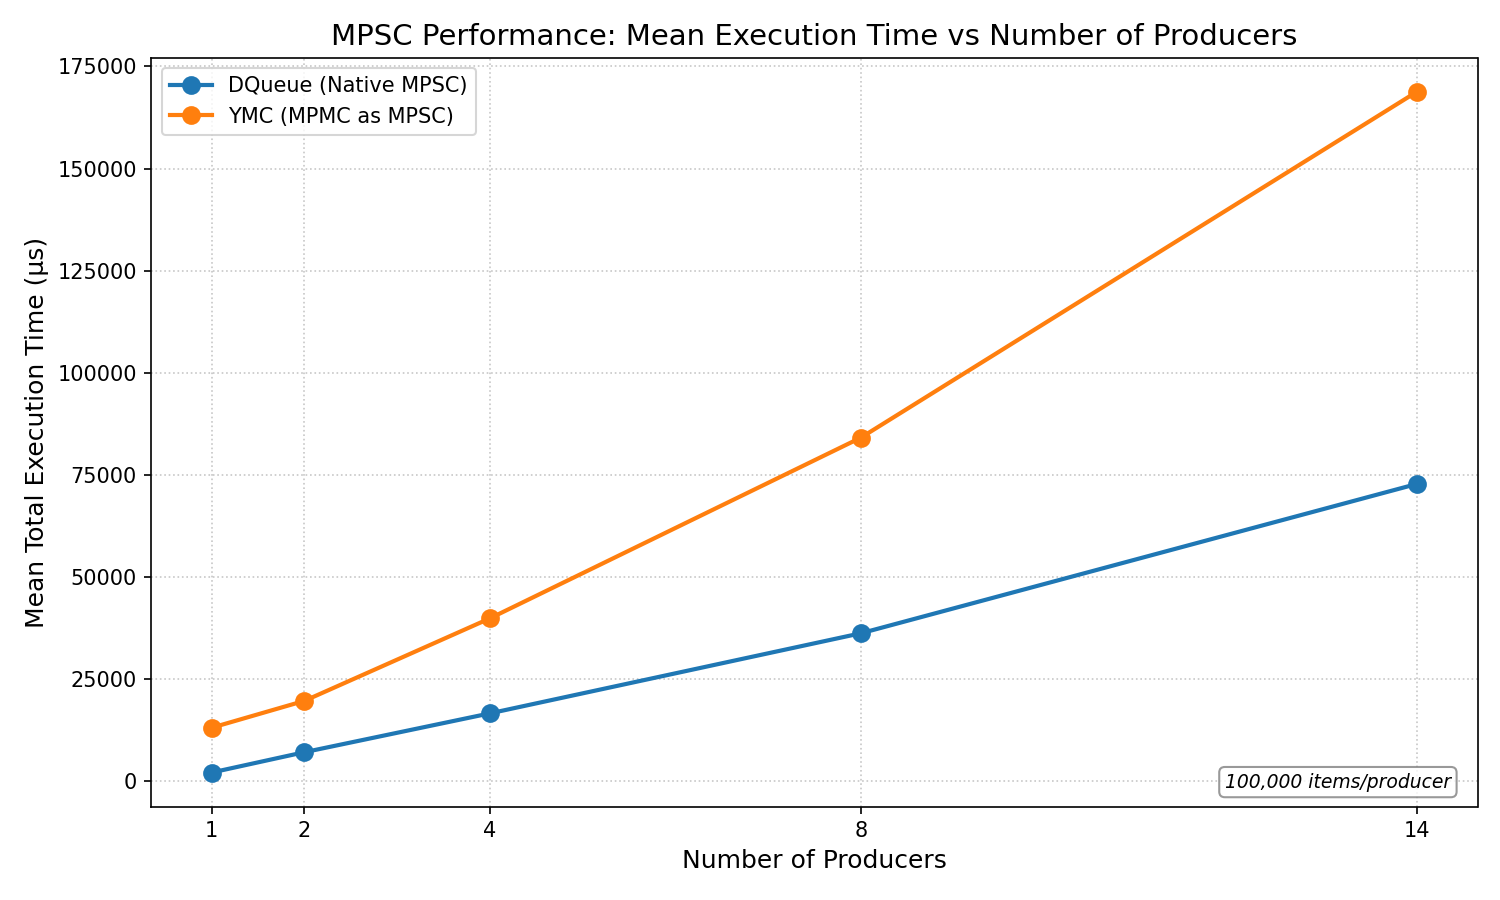 MPSC Performance: Mean Execution Time vs Number of Producers
DQueue (Native MPSC)
YMC (MPMC as MPSC)
Mean Total Execution Time (µs)
175000
150000
125000
100000
75000
50000
25000
0
100,000 items/producer
1 2 4 8 14
Number of Producers